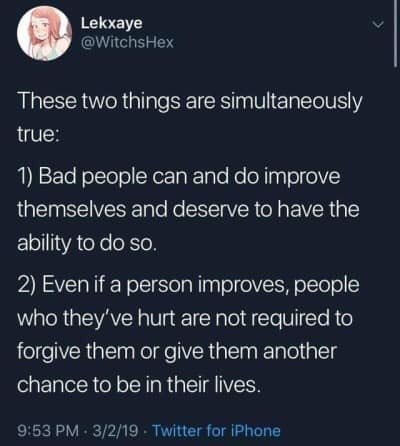 Lekxaye
@WitchsHex
These two things are simultaneously
true:
1) Bad people can and do improve
themselves and deserve to have the
ability to do so.
2) Even if a person improves, people
who they've hurt are not required to
forgive them or give them another
chance to be in their lives.
9:53 PM · 3/2/19 · Twitter for iPhone